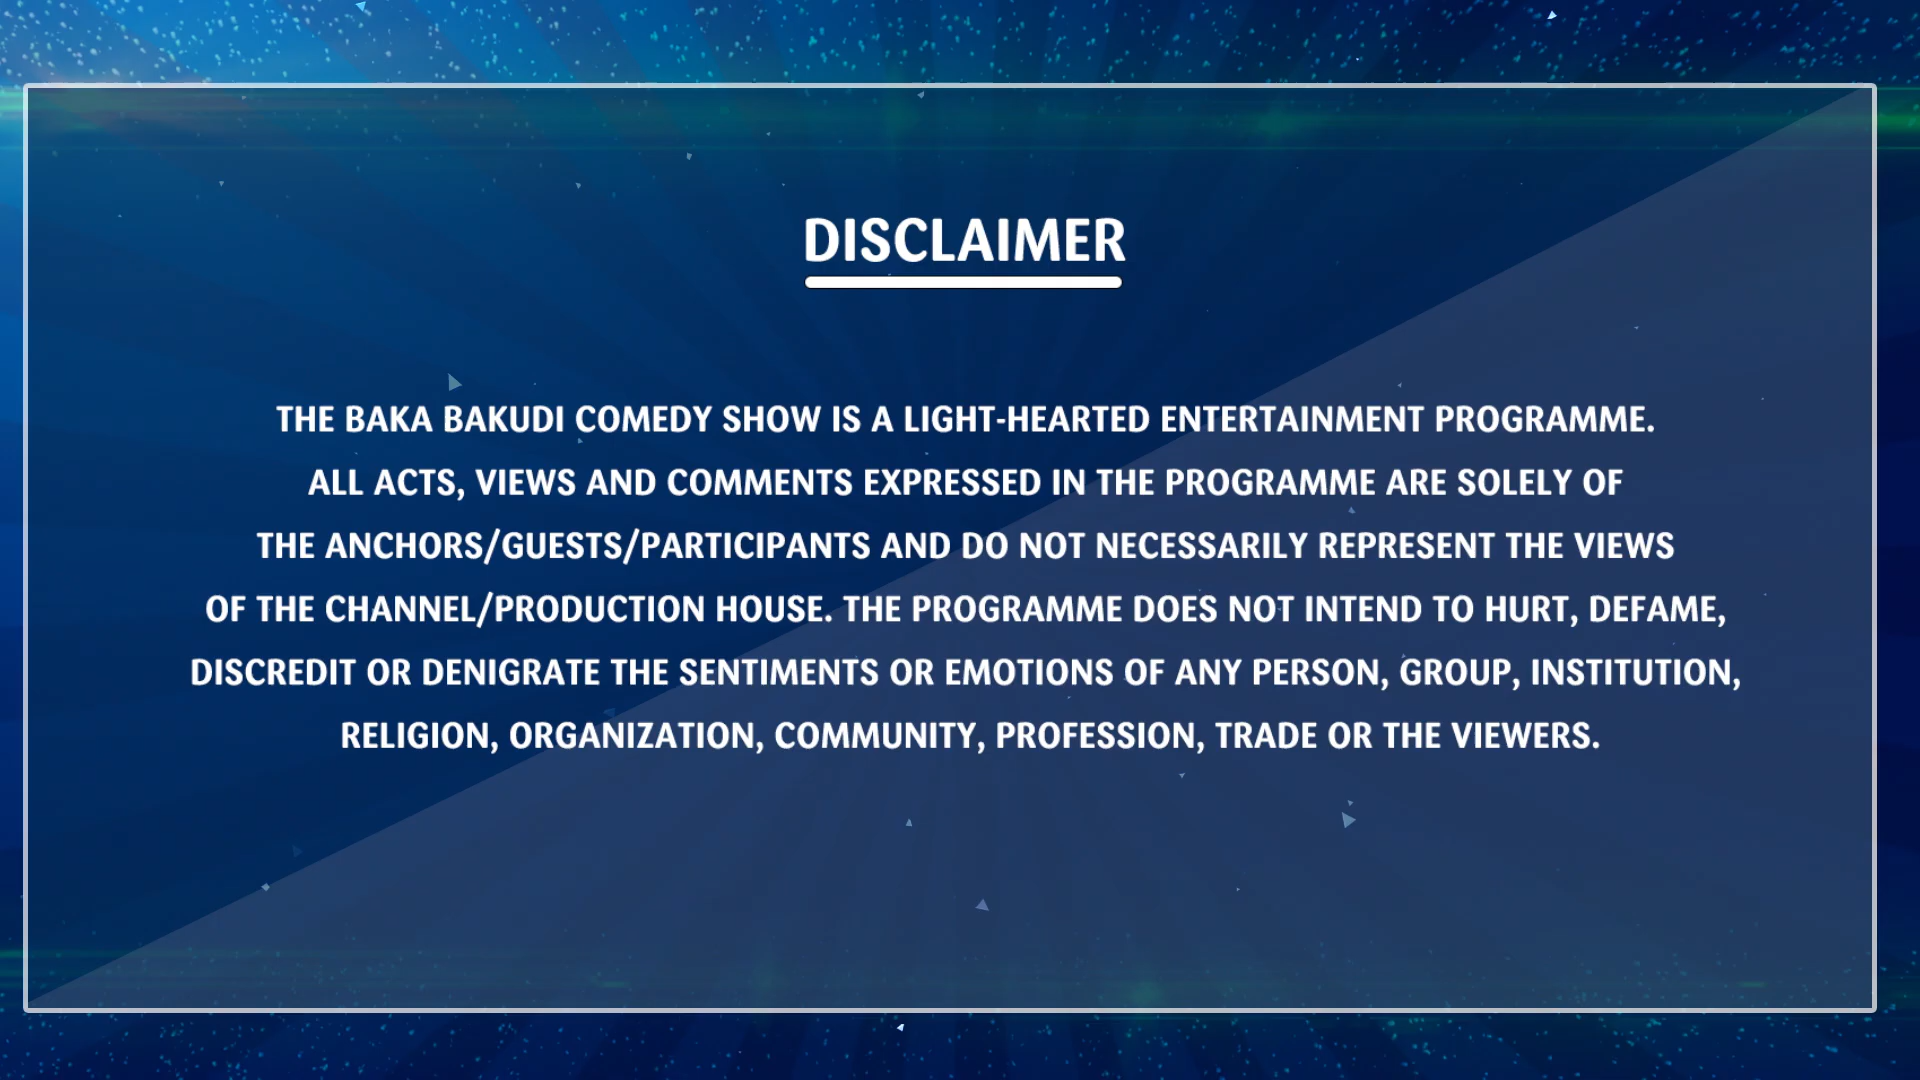 DISCLAIMER
THE BAKA BAKUDI COMEDY SHOW IS A LIGHT-HEARTED ENTERTAINMENT PROGRAMME.
ALL ACTS, VIEWS AND COMMENTS EXPRESSED IN THE PROGRAMME ARE SOLELY OF
THE ANCHORS/GUESTS/PARTICIPANTS AND DO NOT NECESSARILY REPRESENT THE VIEWS
OF THE CHANNEL/PRODUCTION HOUSE. THE PROGRAMME DOES NOT INTEND TO HURT, DEFAME,
DISCREDIT OR DENIGRATE THE SENTIMENTS OR EMOTIONS OF ANY PERSON, GROUP, INSTITUTION,
RELIGION, ORGANIZATION, COMMUNITY, PROFESSION, TRADE OR THE VIEWERS.